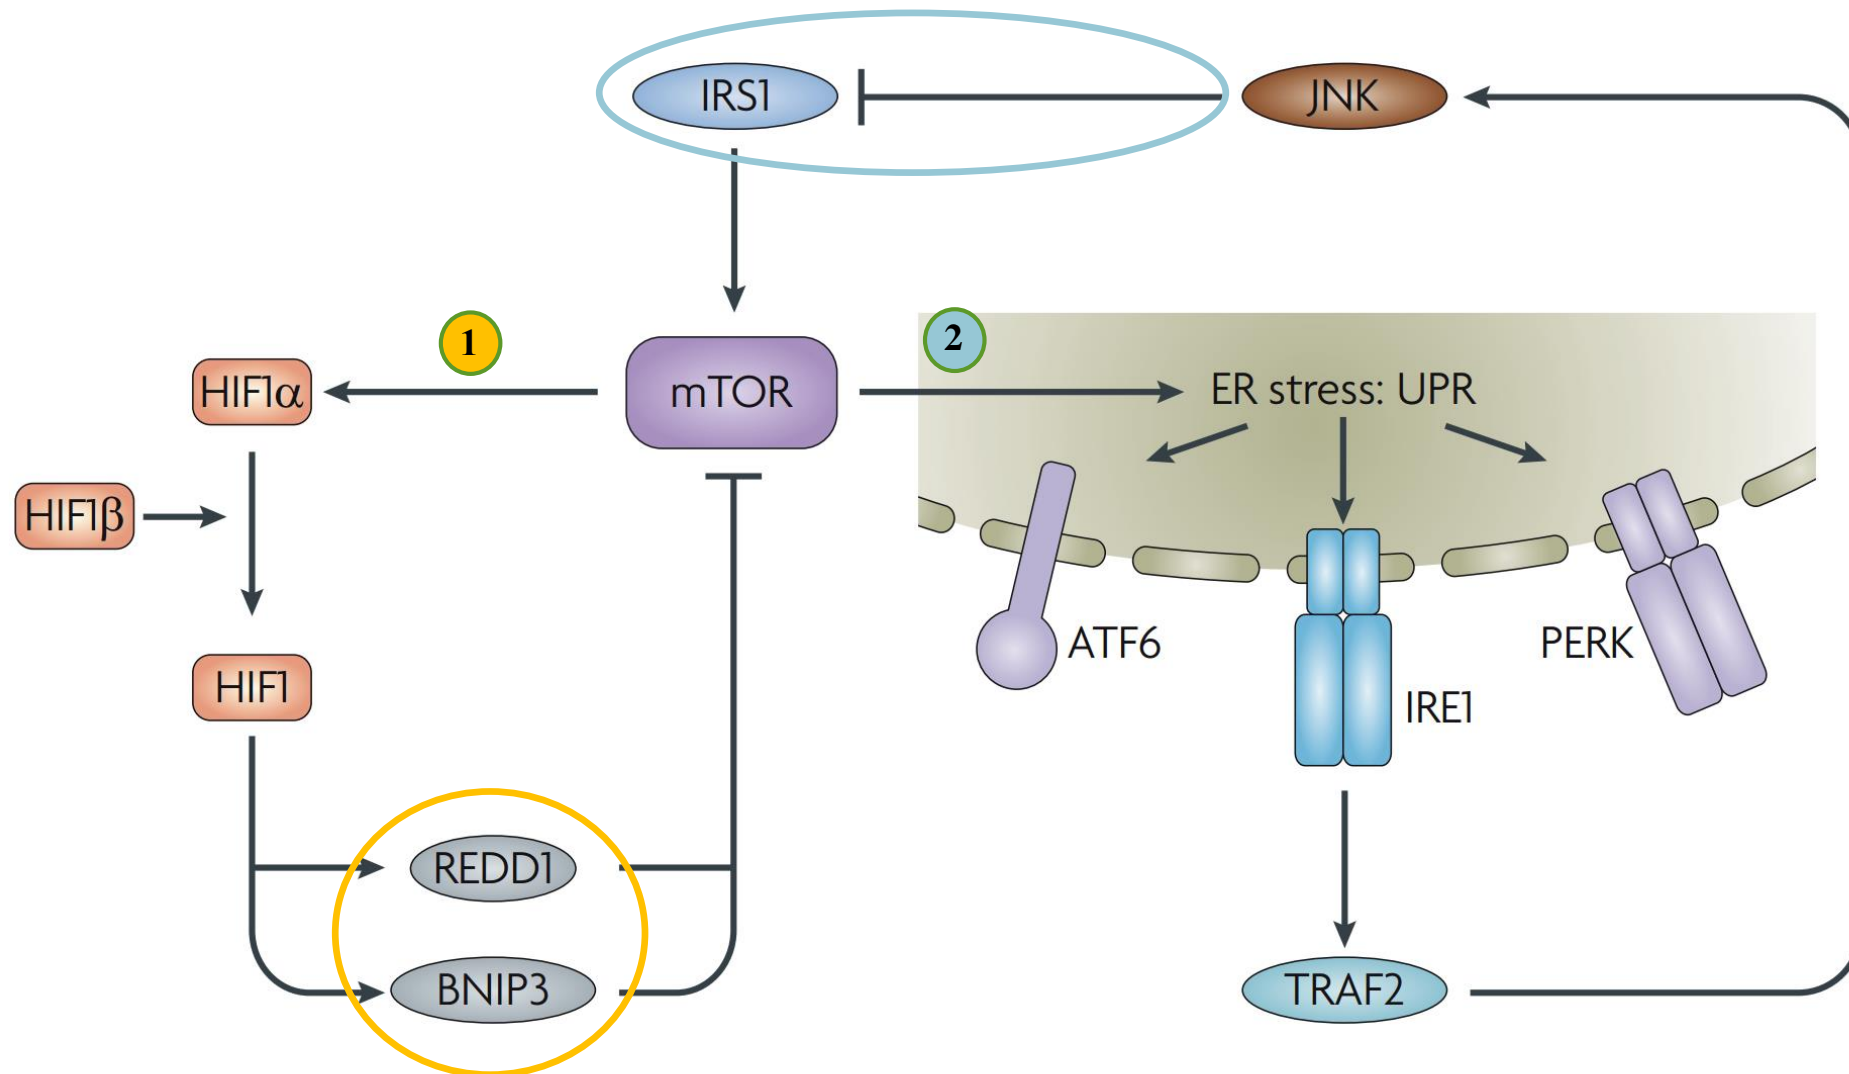 IRS1
JNK
1
2
HIF1α
mTOR
ER stress: UPR
HIF1β
ATF6
PERK
HIF1
IRE1
REDD1
BNIP3
TRAF2